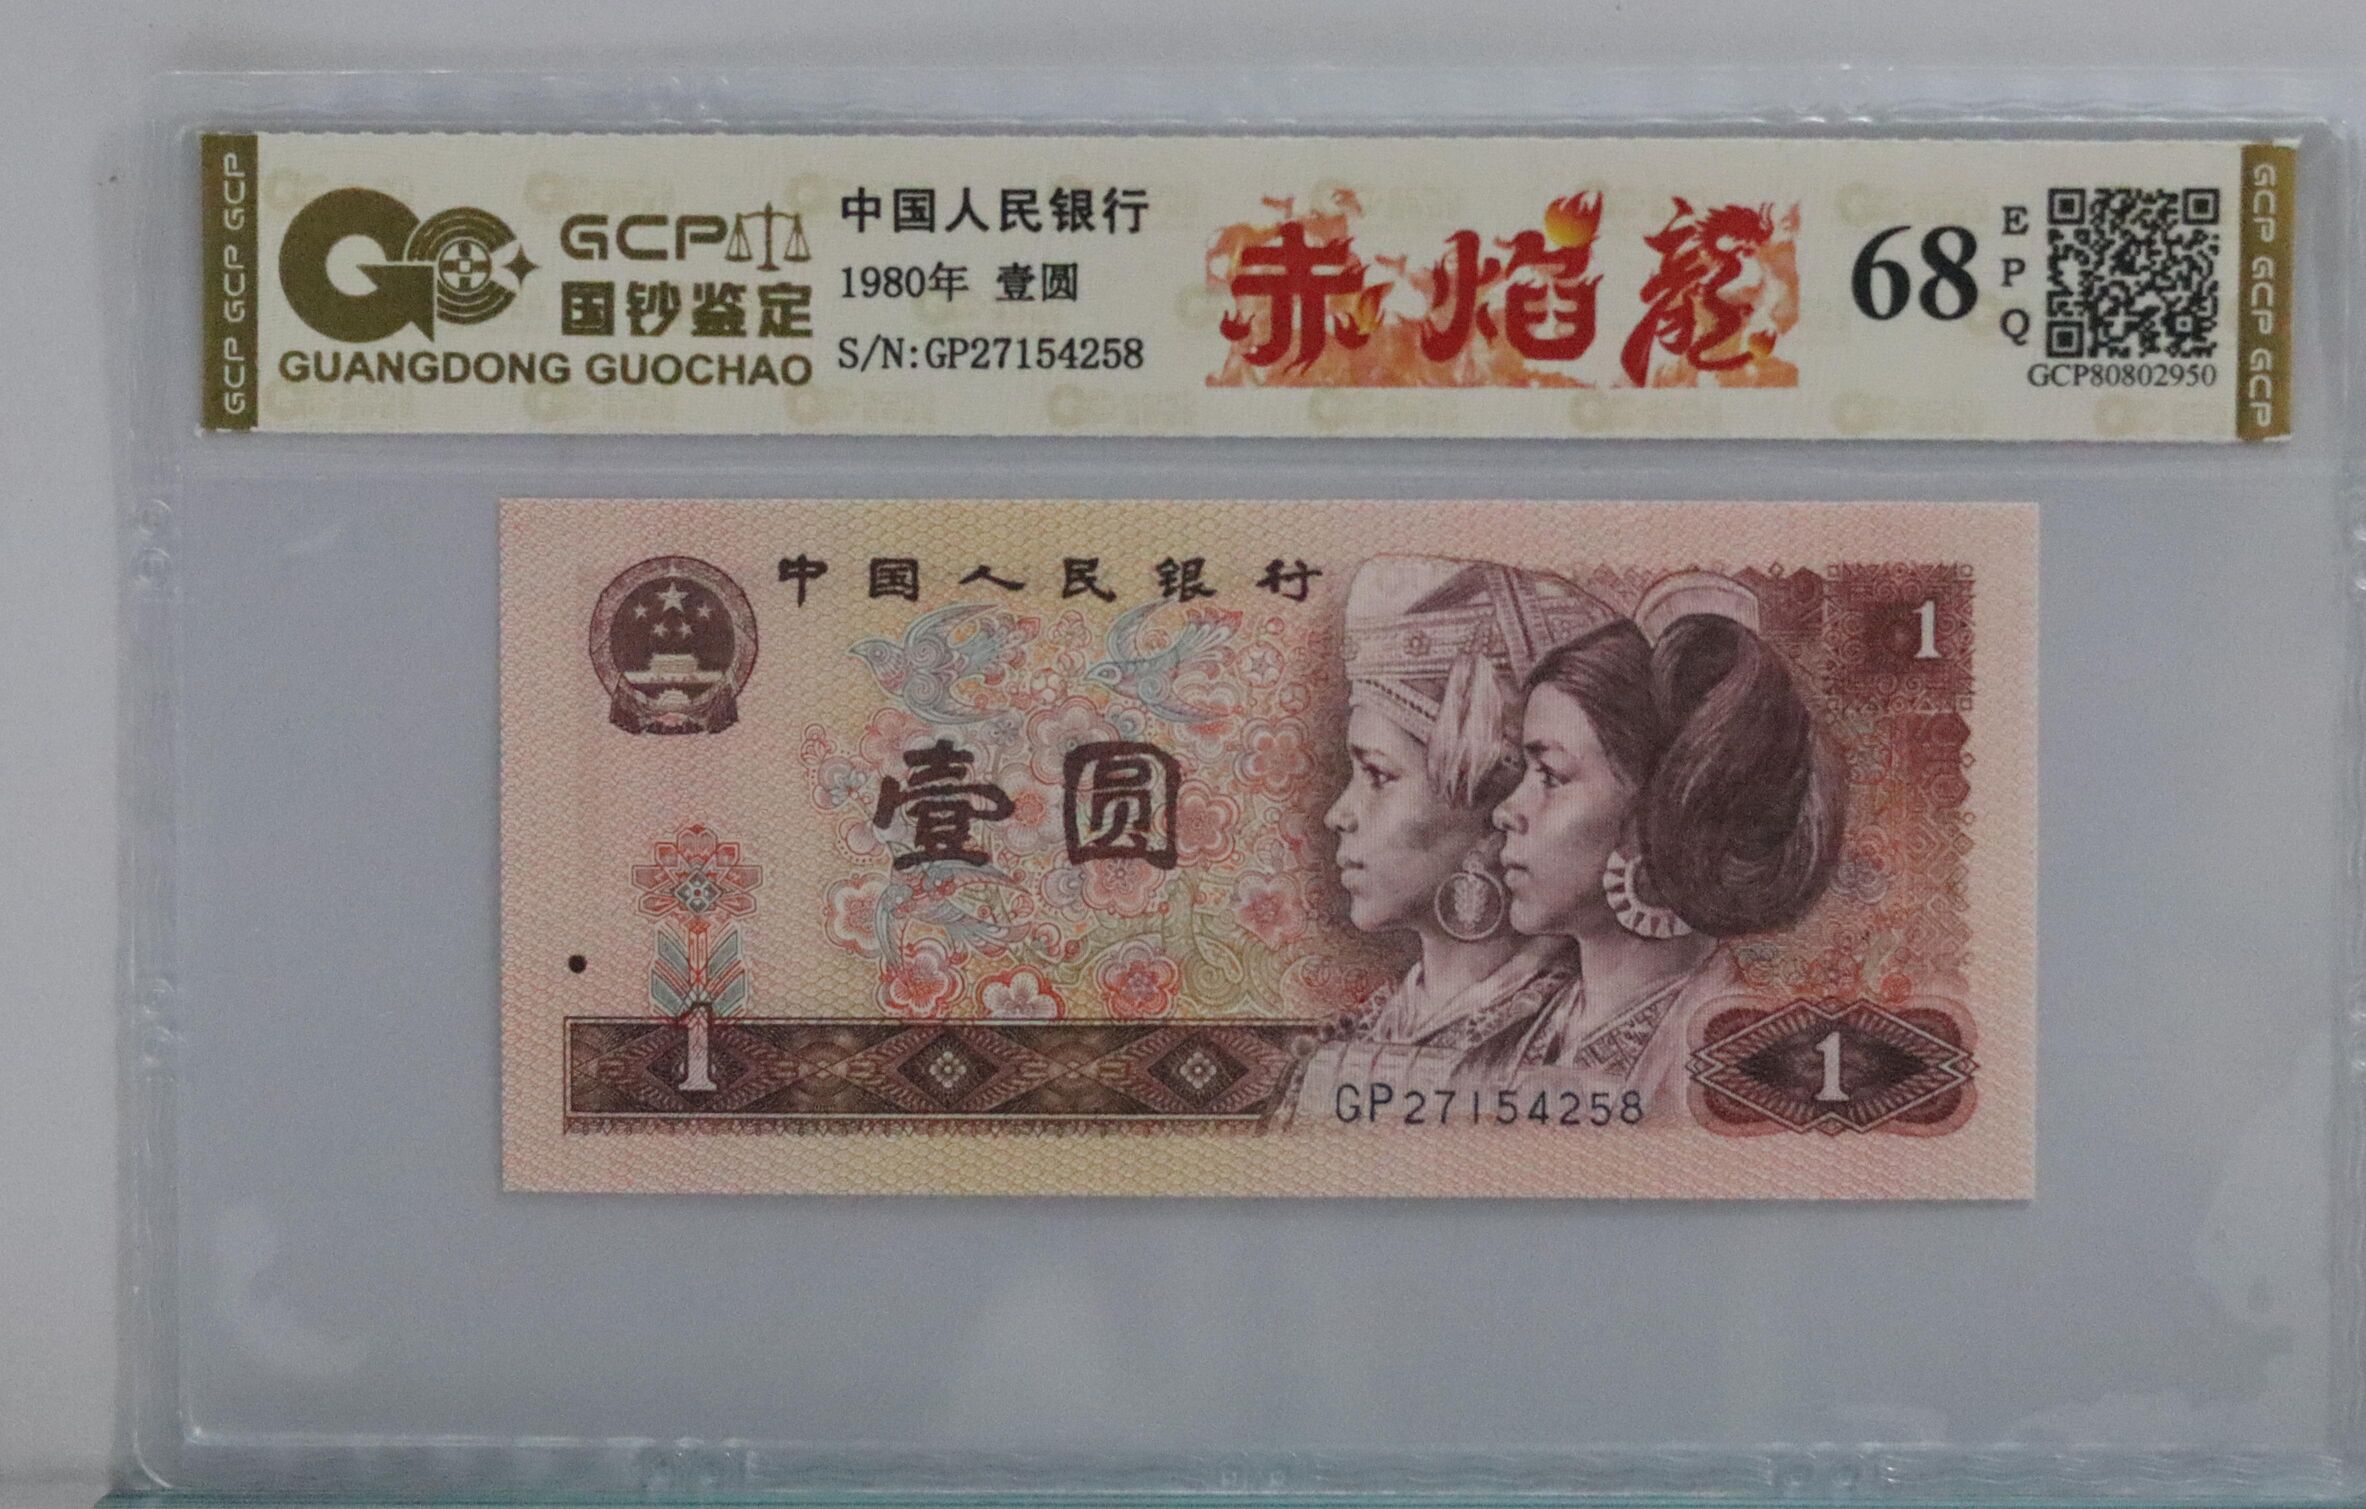 GCP GCP GCP
GCP
国钞鉴定
GUANGDONG GUOCHAO
中国人民银行
1980年 壹圆
S/N:GP27154258
赤焰龍
68
E
P
Q
GCP80802950
GCP GCP GCP
中国人民银行
1
壹圆
1
1
GP27154258